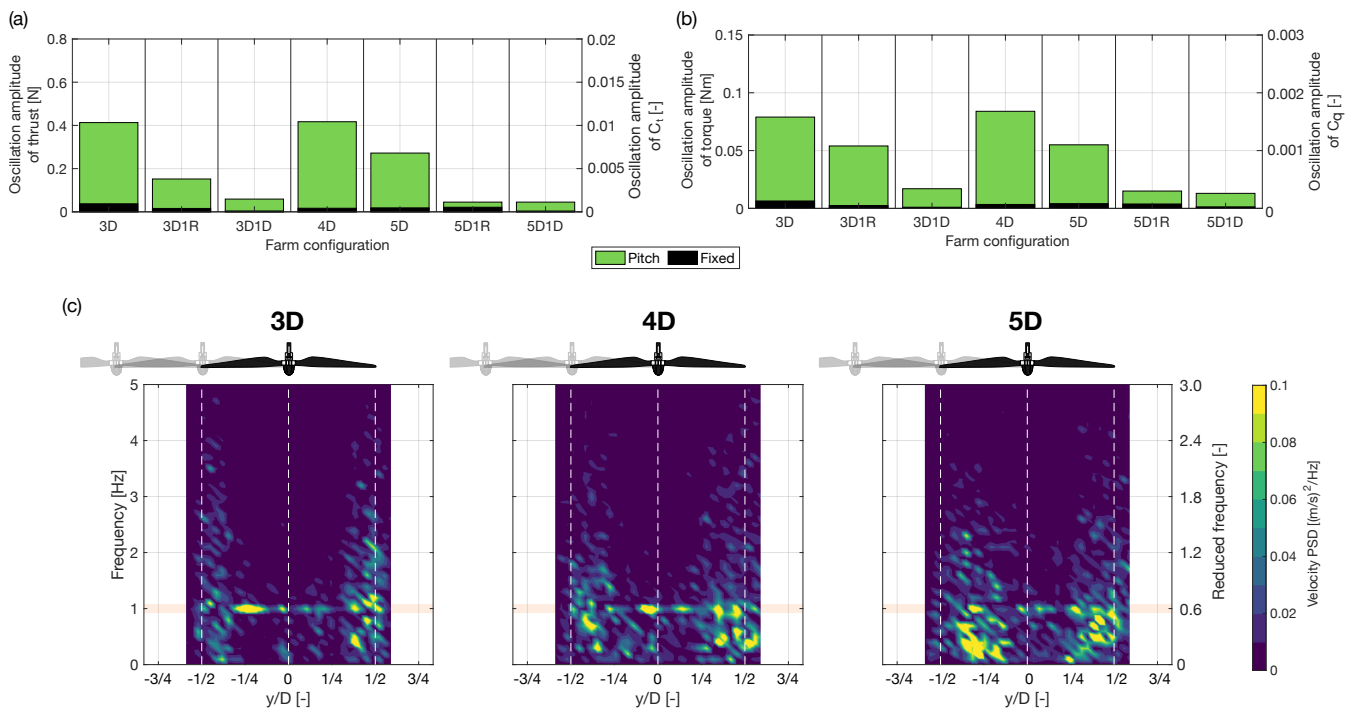 (a)
(b)
Oscillation amplitude
of thrust [N]
0.8
0.6
0.4
0.2
0
0.02
0.015
0.01
0.005
0
Oscillation amplitude
of Ct [-]
3D 3D1R 3D1D 4D 5D 5D1R 5D1D
Farm configuration
Oscillation amplitude
of torque [Nm]
0.15
0.1
0.05
0
0.003
0.002
0.001
0
Oscillation amplitude
of Cq [-]
3D 3D1R 3D1D 4D 5D 5D1R 5D1D
Farm configuration
Pitch Fixed
(c)
3D 4D 5D
Frequency [Hz]
5
4
3
2
1
0
3.0
2.4
1.8
1.2
0.6
0
Reduced frequency [-]
0.1
0.08
0.06
0.04
0.02
0
Velocity PSD [(m/s)²/Hz]
-3/4 -1/2 -1/4 0 1/4 1/2 3/4
y/D [-]
-3/4 -1/2 -1/4 0 1/4 1/2 3/4
y/D [-]
-3/4 -1/2 -1/4 0 1/4 1/2 3/4
y/D [-]